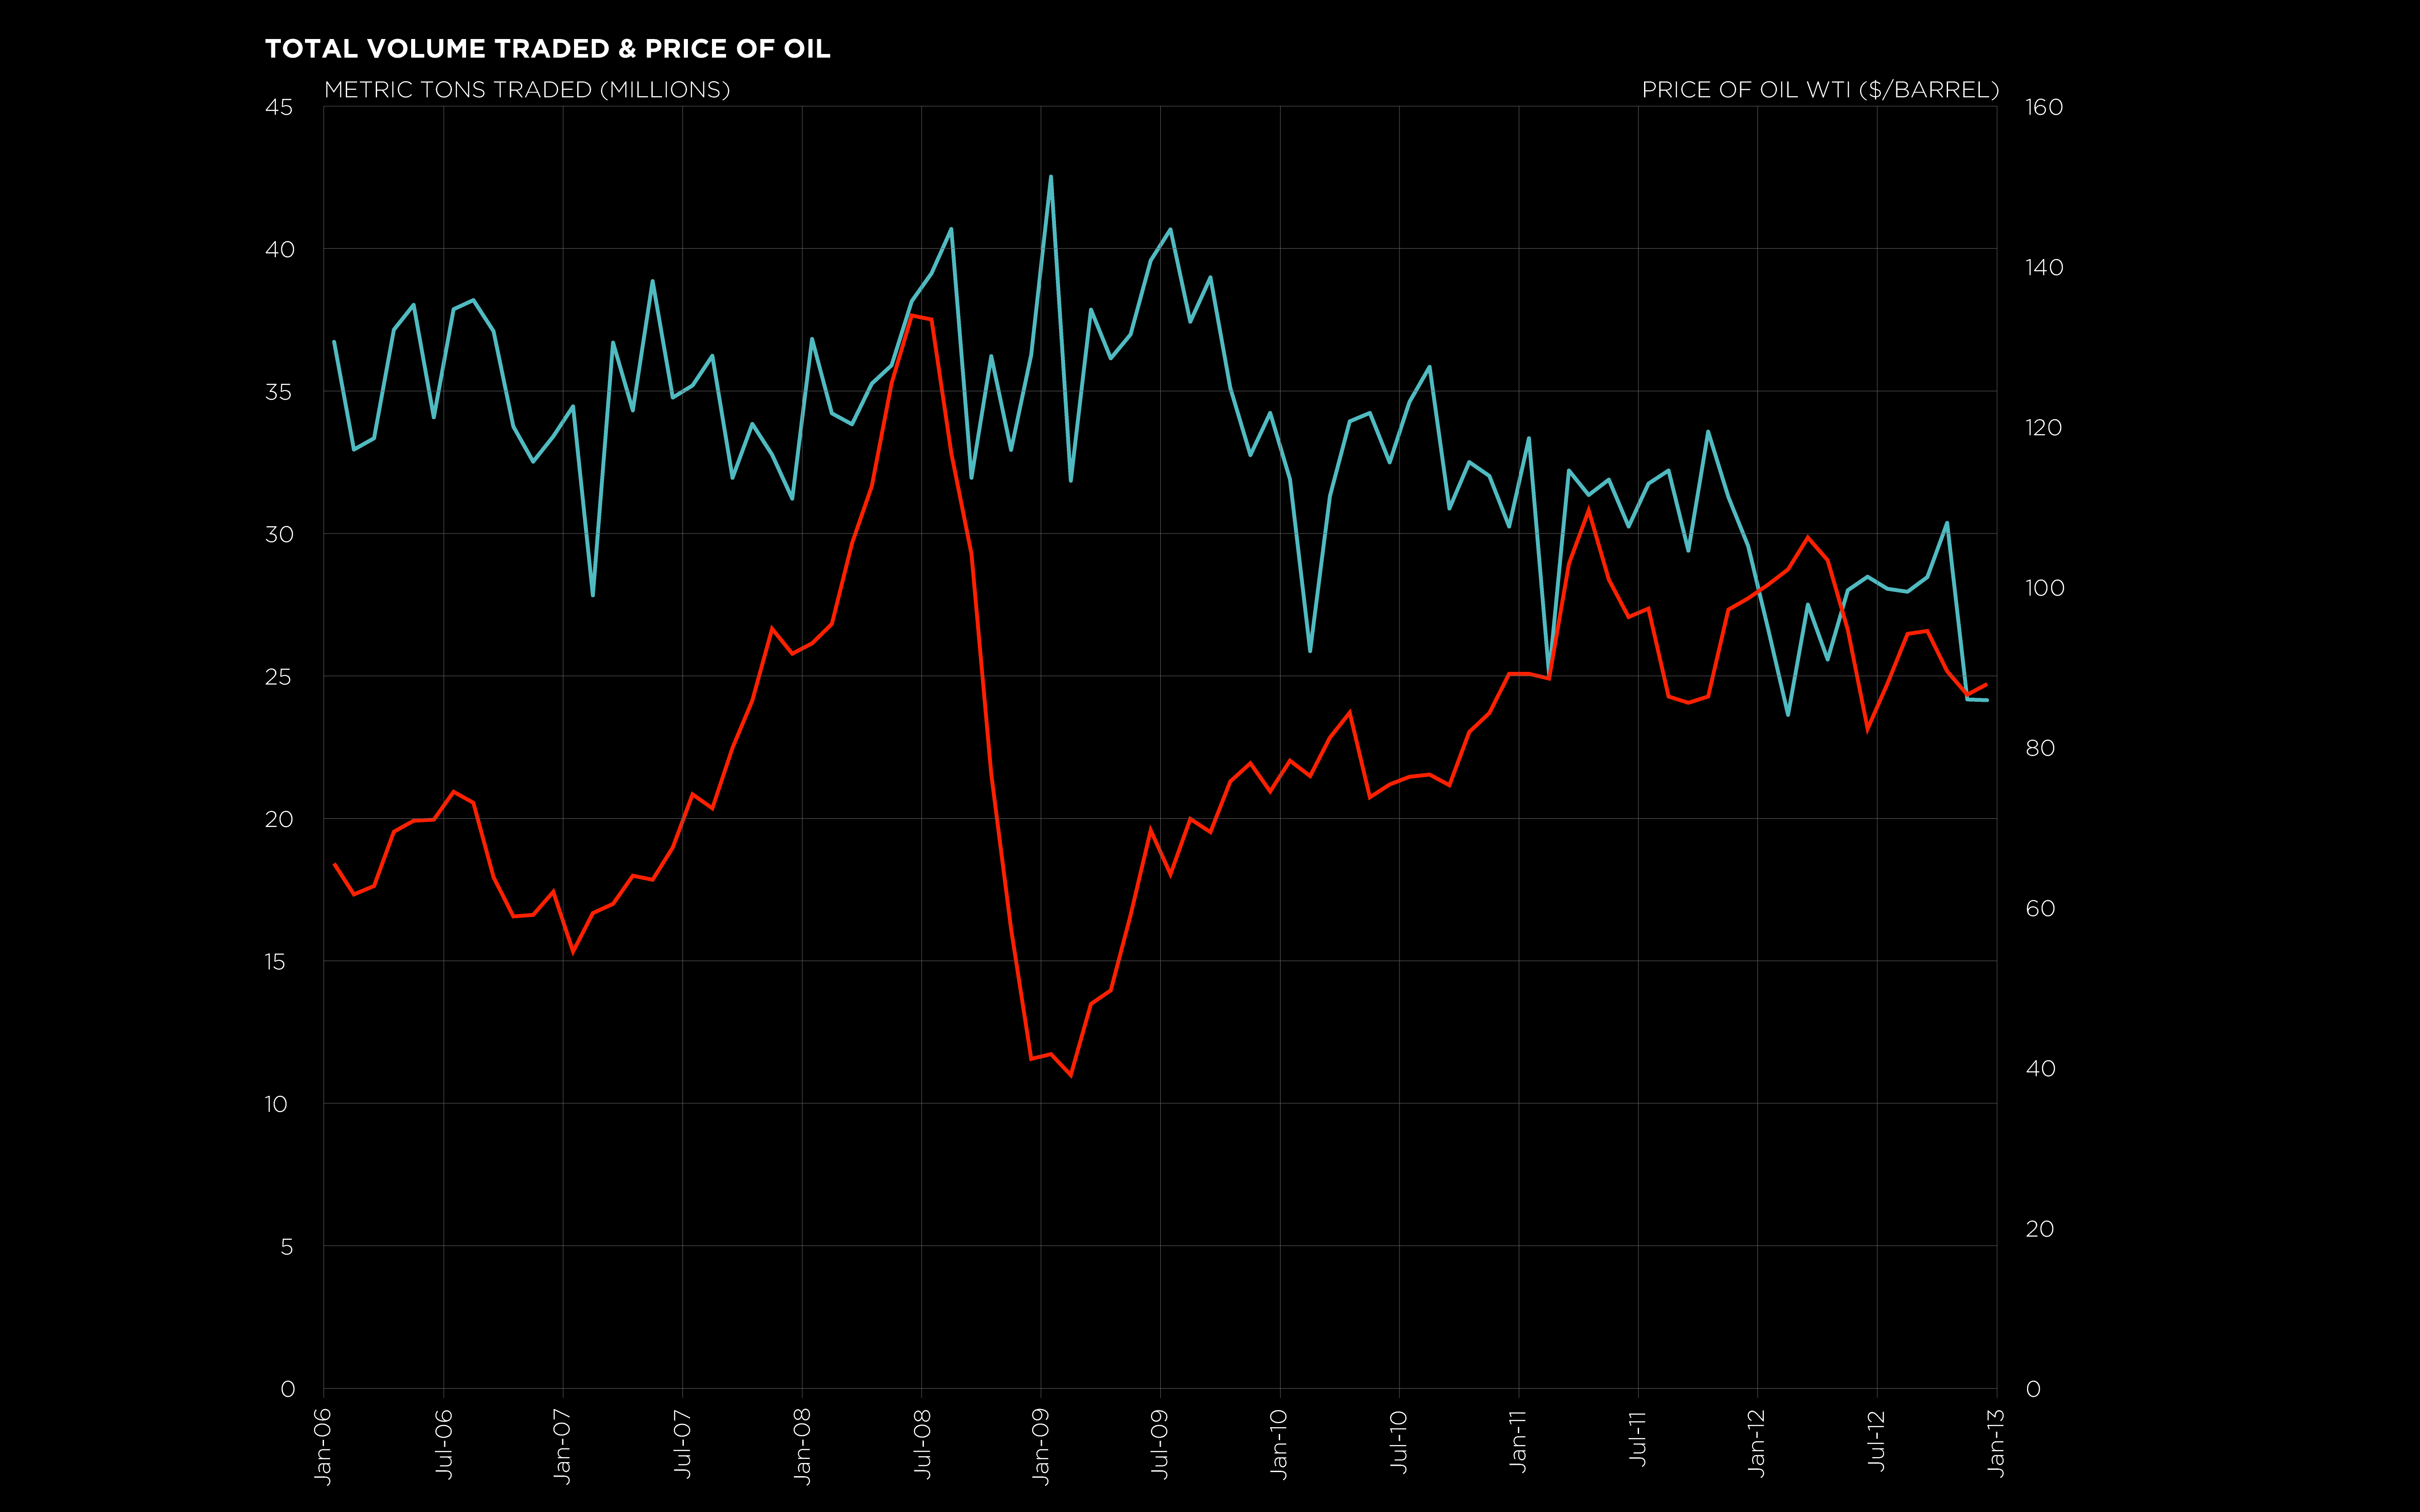 TOTAL VOLUME TRADED & PRICE OF OIL
METRIC TONS TRADED (MILLIONS)
PRICE OF OIL WTI ($/BARREL)
45
40
35
30
25
20
15
10
5
0
160
140
120
100
80
60
40
20
0
Jan-06
Jul-06
Jan-07
Jul-07
Jan-08
Jul-08
Jan-09
Jul-09
Jan-10
Jul-10
Jan-11
Jul-11
Jan-12
Jul-12
Jan-13